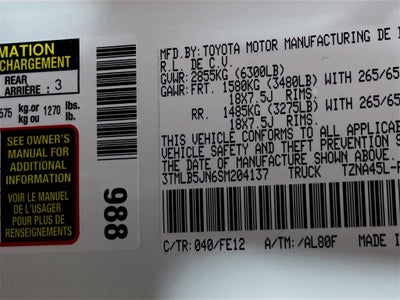 MATION
CHARGEMENT
REAR
ARRIÈRE : 3
575 kg or 1270 lbs.
kg ou lb.
SEE OWNER'S
MANUAL FOR
ADDITIONAL
INFORMATION
VOIR LE MANUEL
DE L'USAGER
POUR PLUS DE
RENSEIGNEMENTS
988
MFD.BY:TOYOTA MOTOR MANUFACTURING DE
R.L. DE C.V.
GVWR: 2855KG (6300LB)
GAWR: FRT. 1580KG (3480LB) WITH 265/65
18X7.5J RIMS,
RR. 1485KG (3275LB) WITH 265/65
18X7.5J RIMS.
THIS VEHICLE CONFORMS TO ALL APPLICABL
VEHICLE SAFETY AND THEFT PREVENTION S
THE DATE OF MANUFACTURE SHOWN ABOVE.
3TMLB5JN6SM204137 TRUCK TZNA45L-
C/TR: 040/FE12 A/TM: /AL80F MADE I